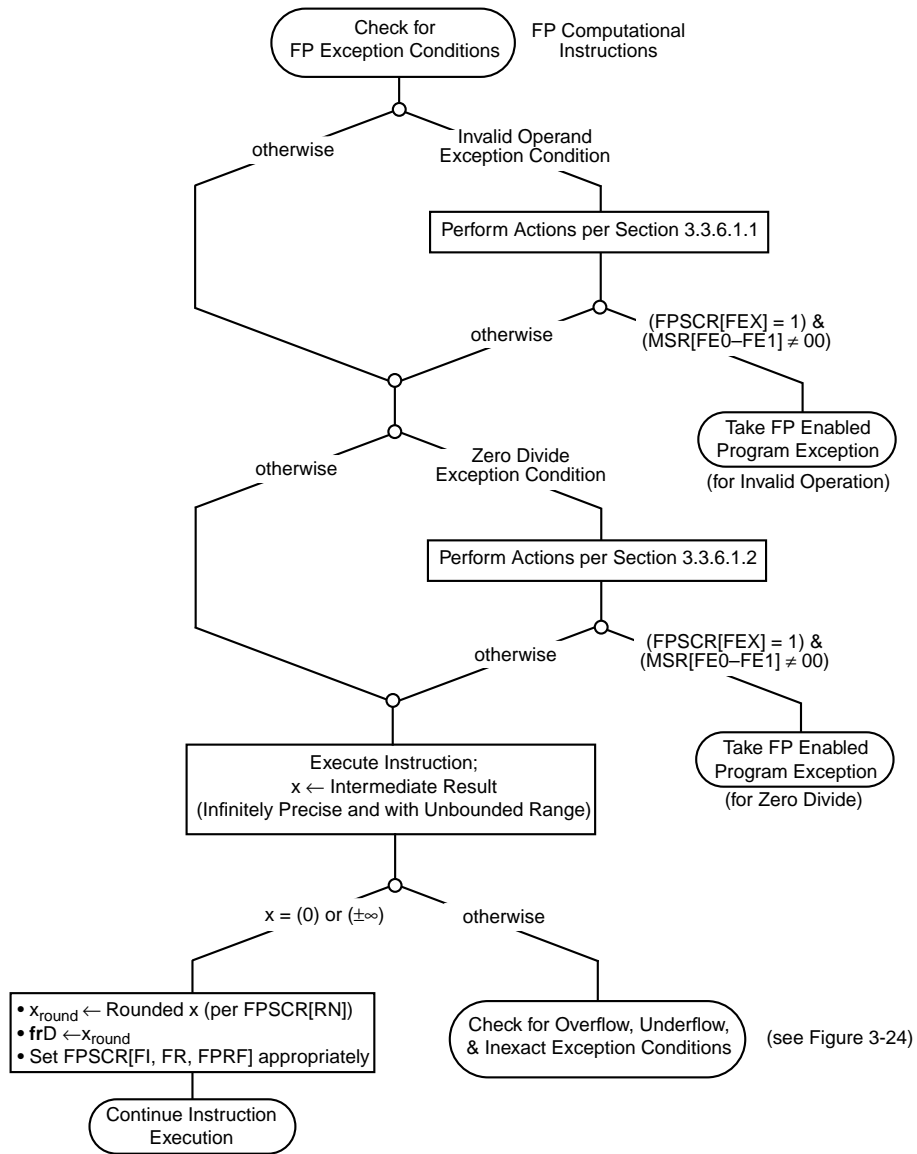 Check for
FP Exception Conditions
FP Computational
Instructions
otherwise
Invalid Operand
Exception Condition
Perform Actions per Section 3.3.6.1.1
otherwise
(FPSCR[FEX] = 1) &
(MSR[FE0–FE1] ≠ 00)
Take FP Enabled
Program Exception
(for Invalid Operation)
otherwise
Zero Divide
Exception Condition
Perform Actions per Section 3.3.6.1.2
otherwise
(FPSCR[FEX] = 1) &
(MSR[FE0–FE1] ≠ 00)
Take FP Enabled
Program Exception
(for Zero Divide)
Execute Instruction;
x ← Intermediate Result
(Infinitely Precise and with Unbounded Range)
x = (0) or (±∞)
otherwise
• xround ← Rounded x (per FPSCR[RN])
• frD ←xround
• Set FPSCR[FI, FR, FPRF] appropriately
Check for Overflow, Underflow,
& Inexact Exception Conditions
(see Figure 3-24)
Continue Instruction
Execution